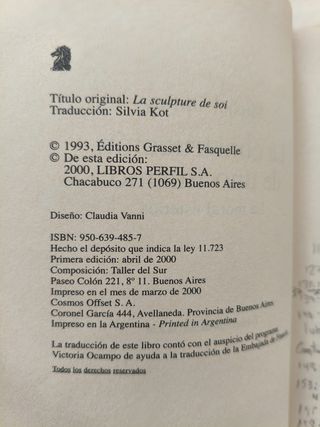 Título original: La sculpture de soi
Traducción: Silvia Kot
© 1993, Éditions Grasset & Fasquelle
© De esta edición:
2000, LIBROS PERFIL S.A.
Chacabuco 271 (1069) Buenos Aires
Diseño: Claudia Vanni
ISBN: 950-639-485-7
Hecho el depósito que indica la ley 11.723
Primera edición: abril de 2000
Composición: Taller del Sur
Paseo Colón 221, 8º 11. Buenos Aires
Impreso en el mes de marzo de 2000
Cosmos Offset S. A.
Coronel García 444, Avellaneda. Provincia de Buenos Aires
Impreso en la Argentina - Printed in Argentina
La traducción de este libro contó con el auspicio del programa
Victoria Ocampo de ayuda a la traducción de la Embajada de
Todos los derechos reservados